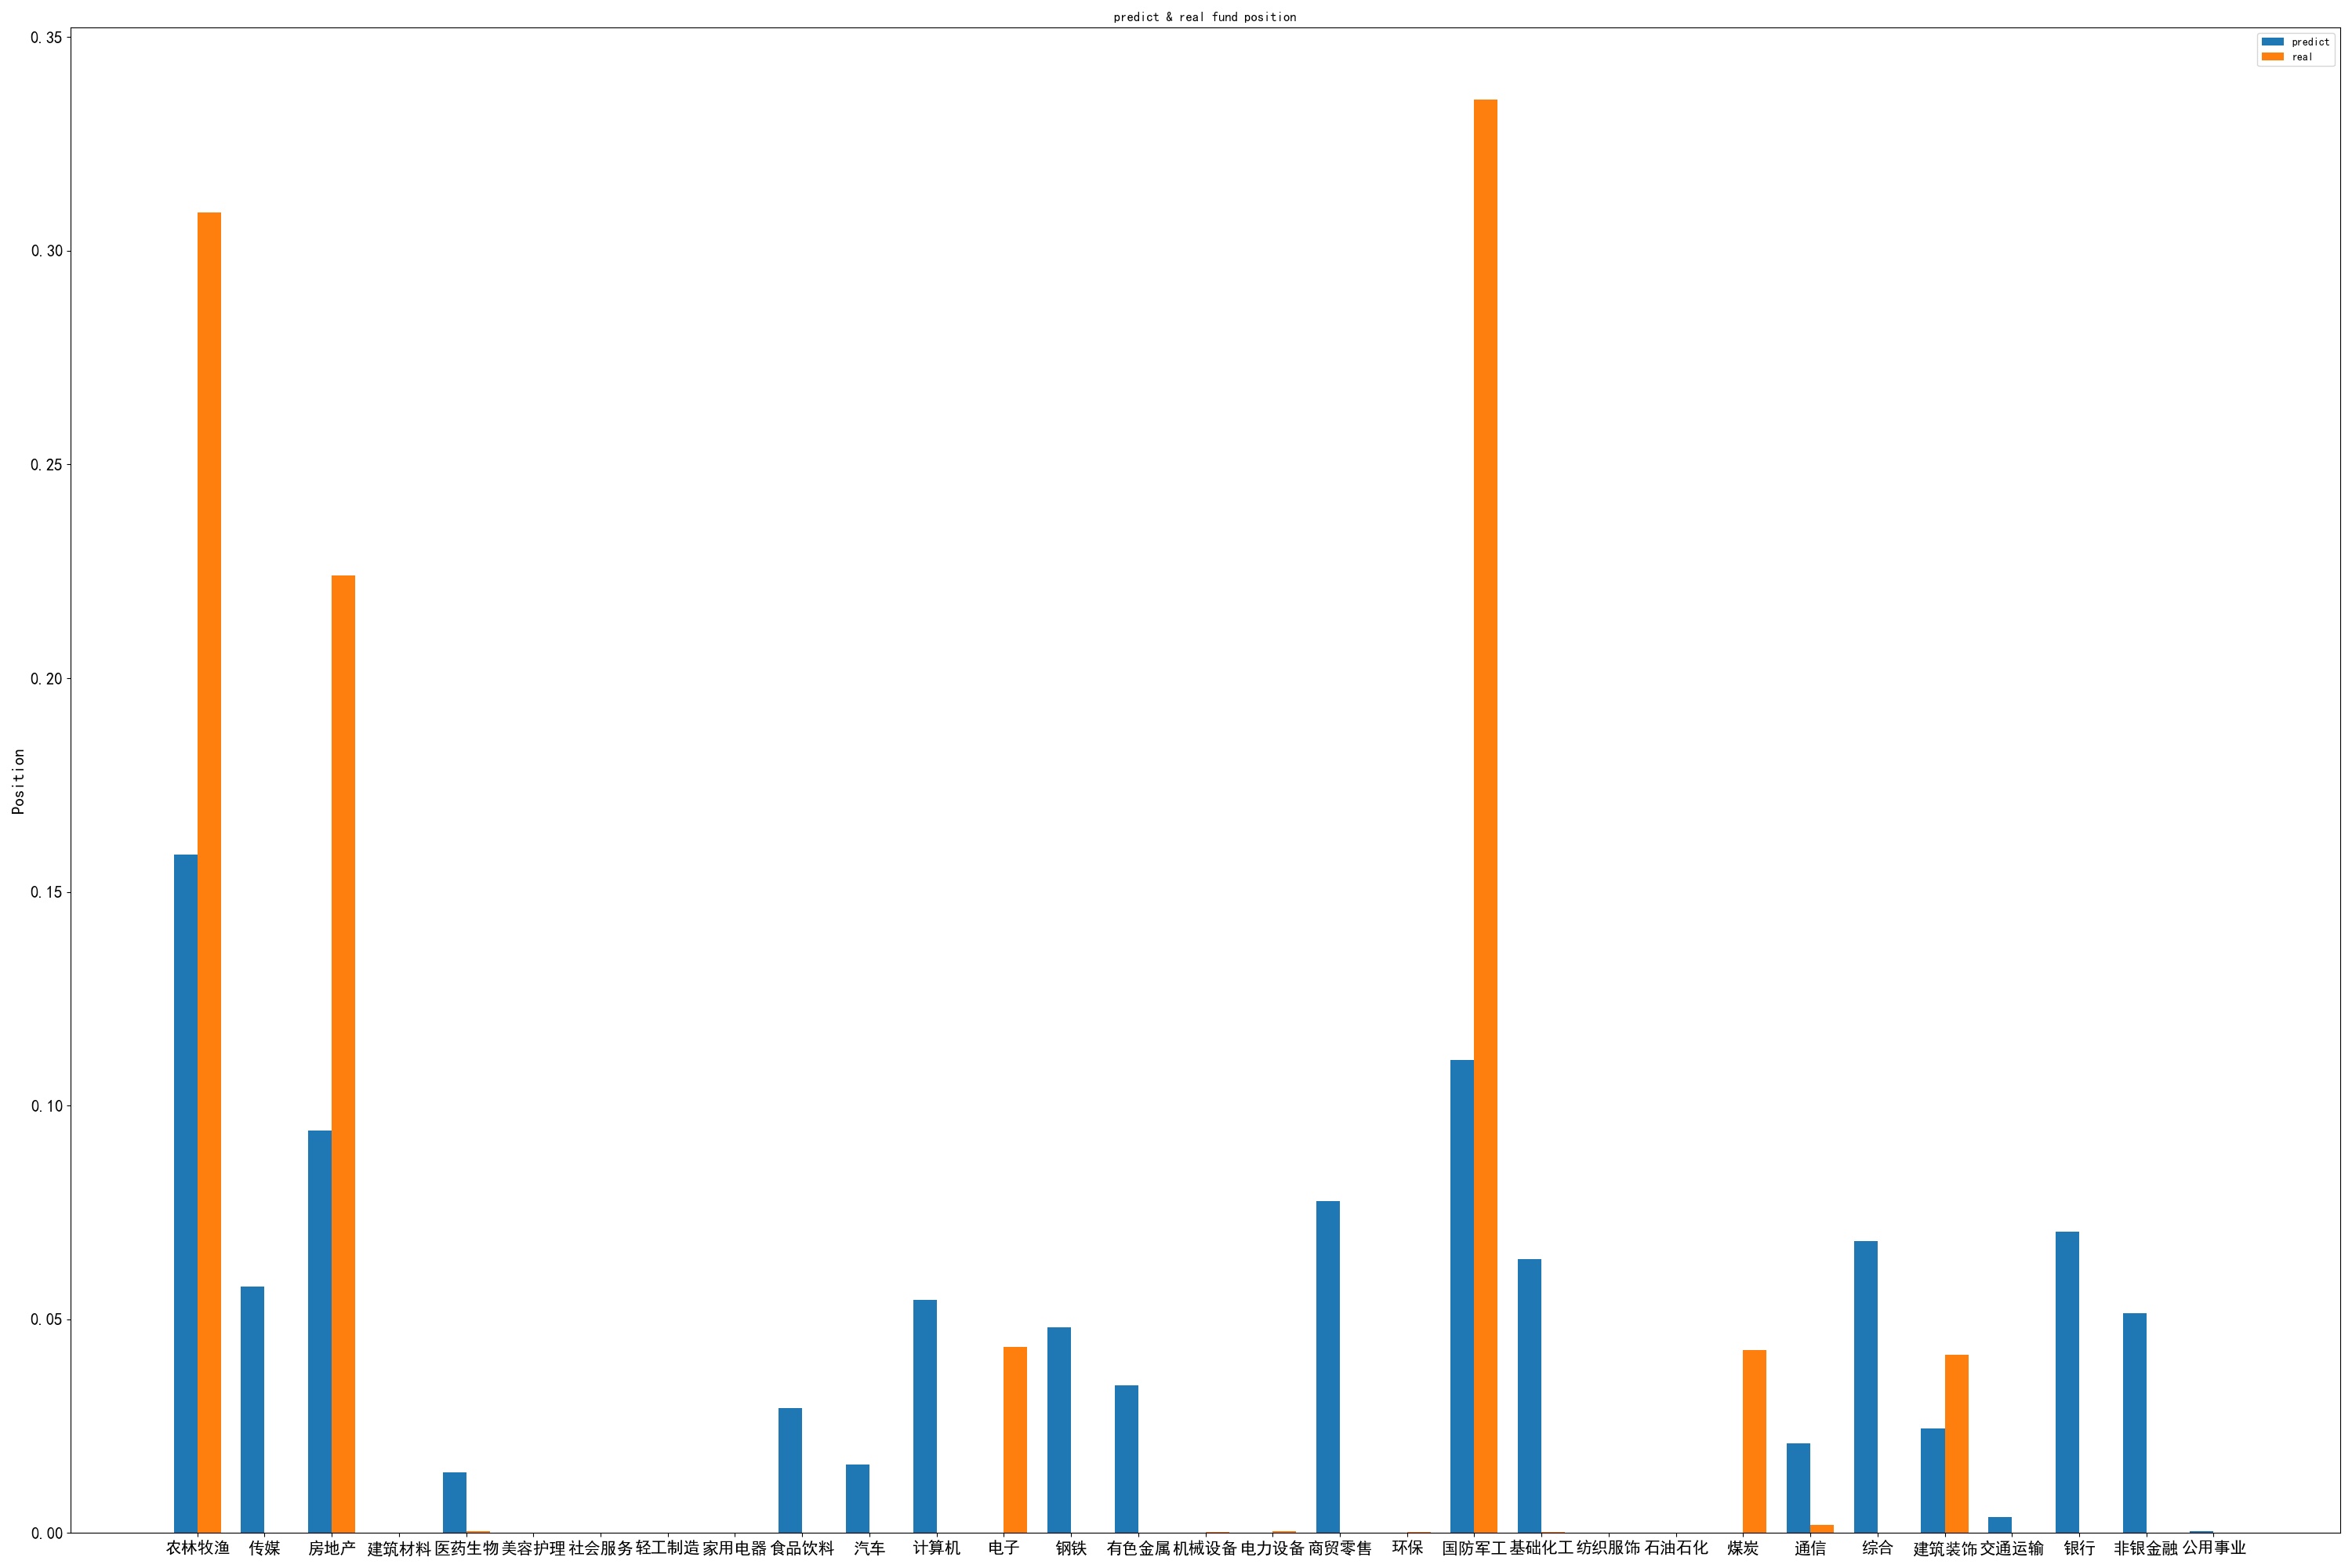 predict & real fund position
predict
real
Position
0.35
0.30
0.25
0.20
0.15
0.10
0.05
0.00
农林牧渔 传媒 房地产 建筑材料 医药生物 美容护理 社会服务 轻工制造 家用电器 食品饮料 汽车 计算机 电子 钢铁 有色金属 机械设备 电力设备 商贸零售 环保 国防军工 基础化工 纺织服饰 石油石化 煤炭 通信 综合 建筑装饰 交通运输 银行 非银金融 公用事业